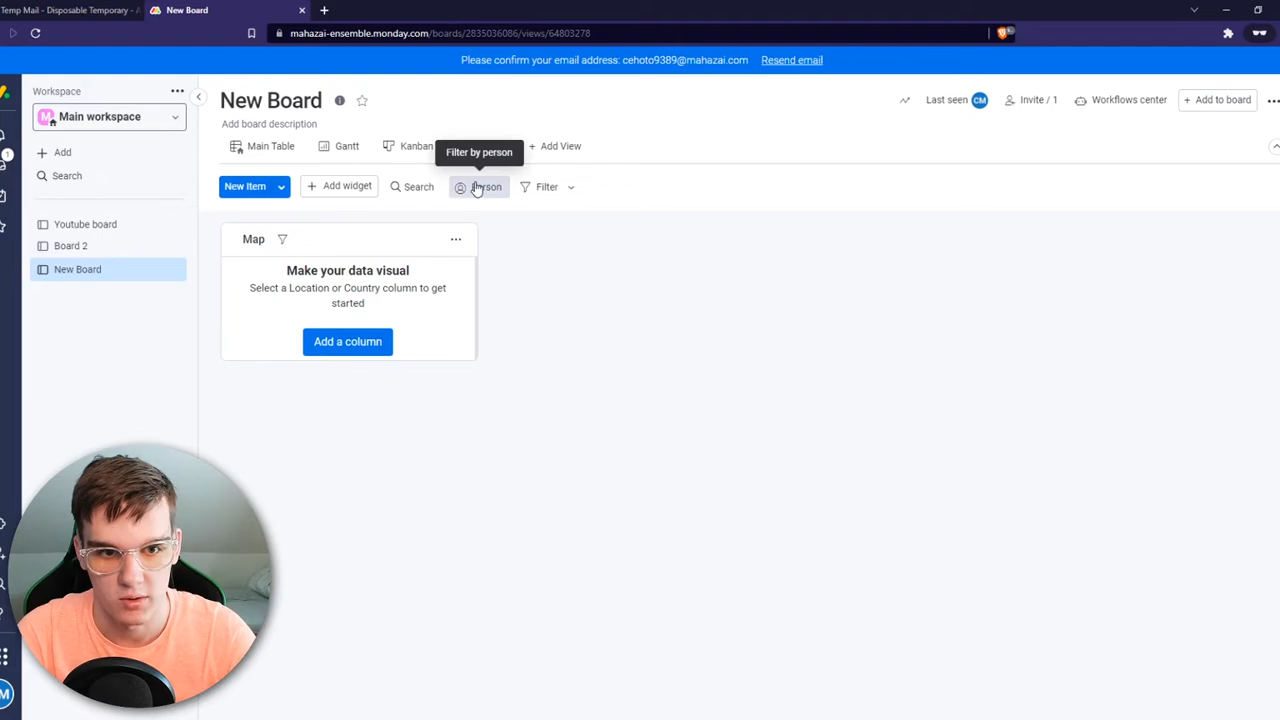 Temp Mail - Disposable Temporary - A
New Board
mahazai-ensemble.monday.com/boards/2835036086/views/64803278
Please confirm your email address: cehoto9389@mahazai.com Resend email
Workspace
M Main workspace
Add
Search
Youtube board
Board 2
New Board
New Board
Add board description
Last seen CM
Invite / 1
Workflows center
+ Add to board
Main Table
Gantt
Kanban
+ Add View
Filter by person
New Item
+ Add widget
Search
Filter
Map
Make your data visual
Select a Location or Country column to get
started
Add a column
1
M